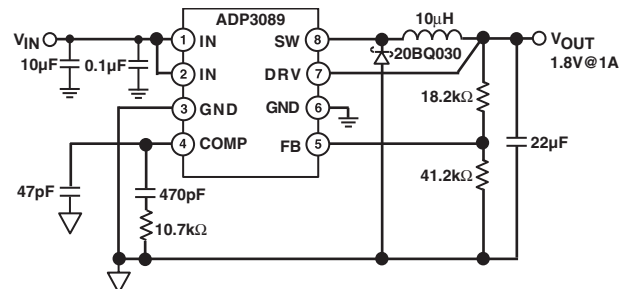 ADP3089
V_IN
10μF
0.1μF
1 IN
2 IN
3 GND
4 COMP
SW 8
DRV 7
GND 6
FB 5
10μH
20BQ030
V_OUT
1.8V@1A
18.2kΩ
41.2kΩ
22μF
47pF
470pF
10.7kΩ